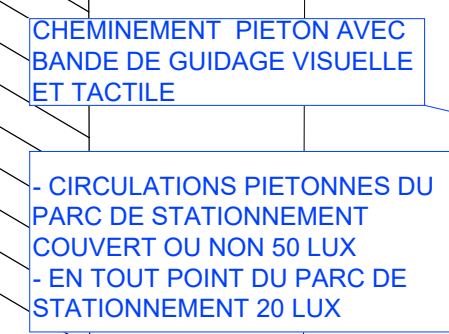 CHEMINEMENT PIETON AVEC
BANDE DE GUIDAGE VISUELLE
ET TACTILE
- CIRCULATIONS PIETONNES DU
PARC DE STATIONNEMENT
COUVERT OU NON 50 LUX
- EN TOUT POINT DU PARC DE
STATIONNEMENT 20 LUX